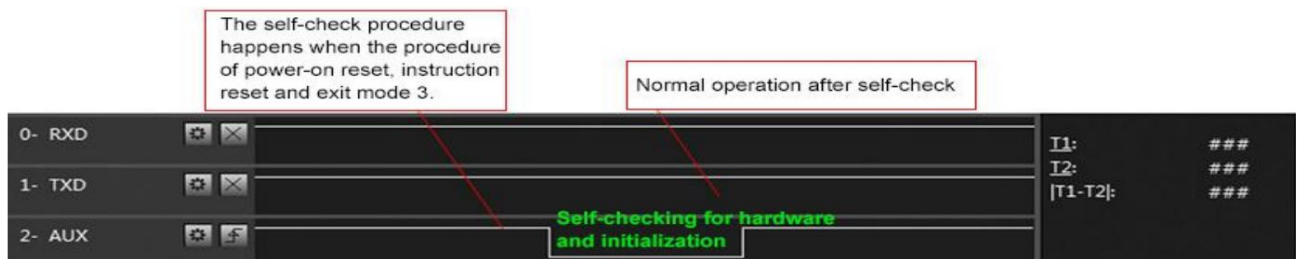 The self-check procedure
happens when the procedure
of power-on reset, instruction
reset and exit mode 3.
Normal operation after self-check
0- RXD
1- TXD
2- AUX
Self-checking for hardware
and initialization
T1: ###
T2: ###
|T1-T2|: ###